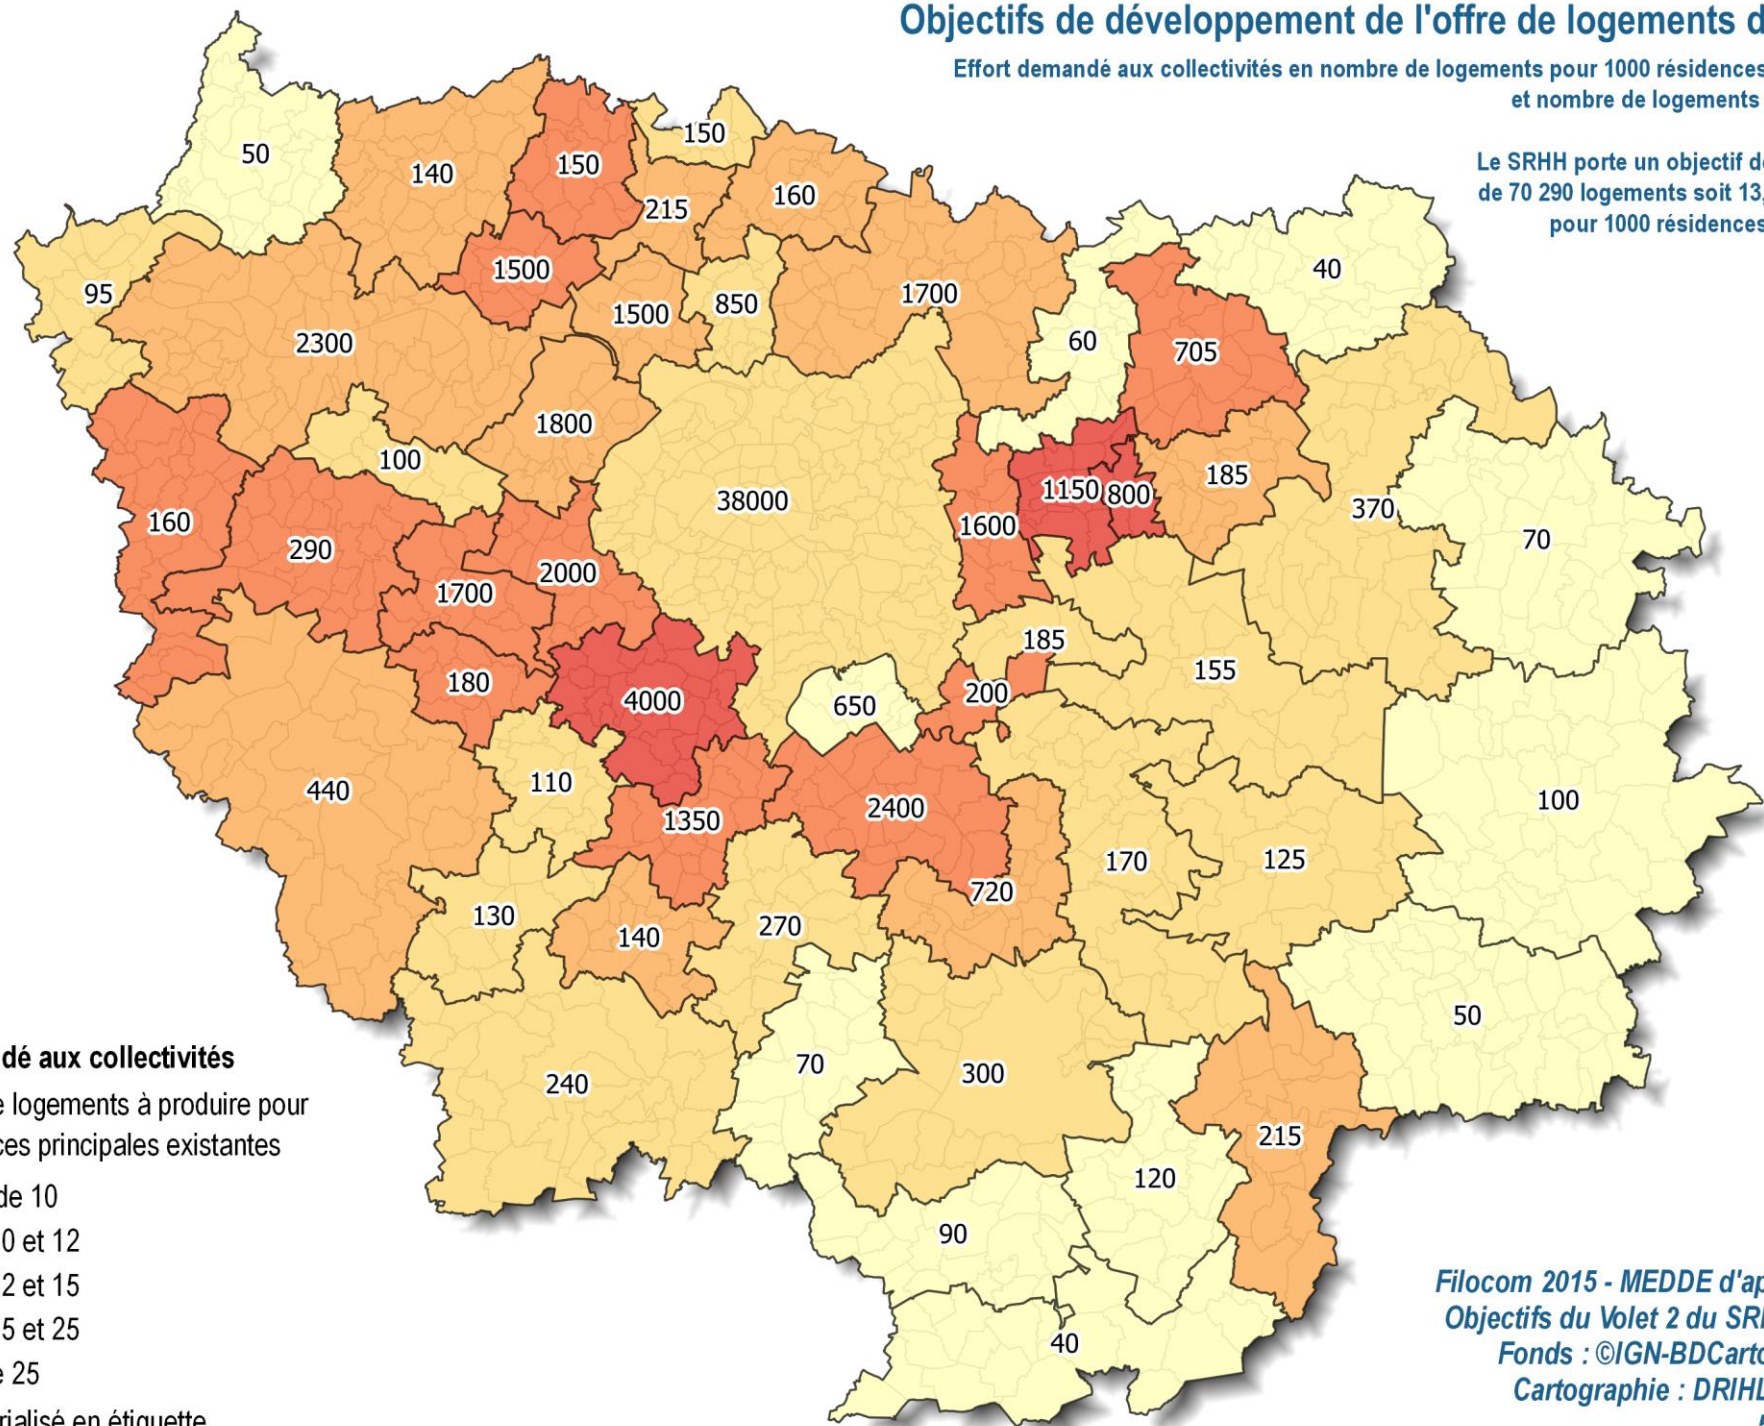 Objectifs de développement de l'offre de logements d
Effort demandé aux collectivités en nombre de logements pour 1000 résidences
et nombre de logements
Le SRHH porte un objectif de
de 70 290 logements soit 13,
pour 1000 résidences
50
140
150
150
215
160
95
2300
1500
1500
850
1700
60
40
705
1800
100
38000
185
370
1150
800
1600
70
160
290
1700
2000
180
4000
650
185
200
155
440
110
1350
2400
720
170
125
100
130
140
270
50
240
70
300
215
120
90
40
dé aux collectivités
e logements à produire pour
ces principales existantes
de 10
0 et 12
2 et 15
5 et 25
e 25
rialisé en étiquette
Filocom 2015 - MEDDE d'ap
Objectifs du Volet 2 du SR
Fonds : ©IGN-BDCarto
Cartographie : DRIHL